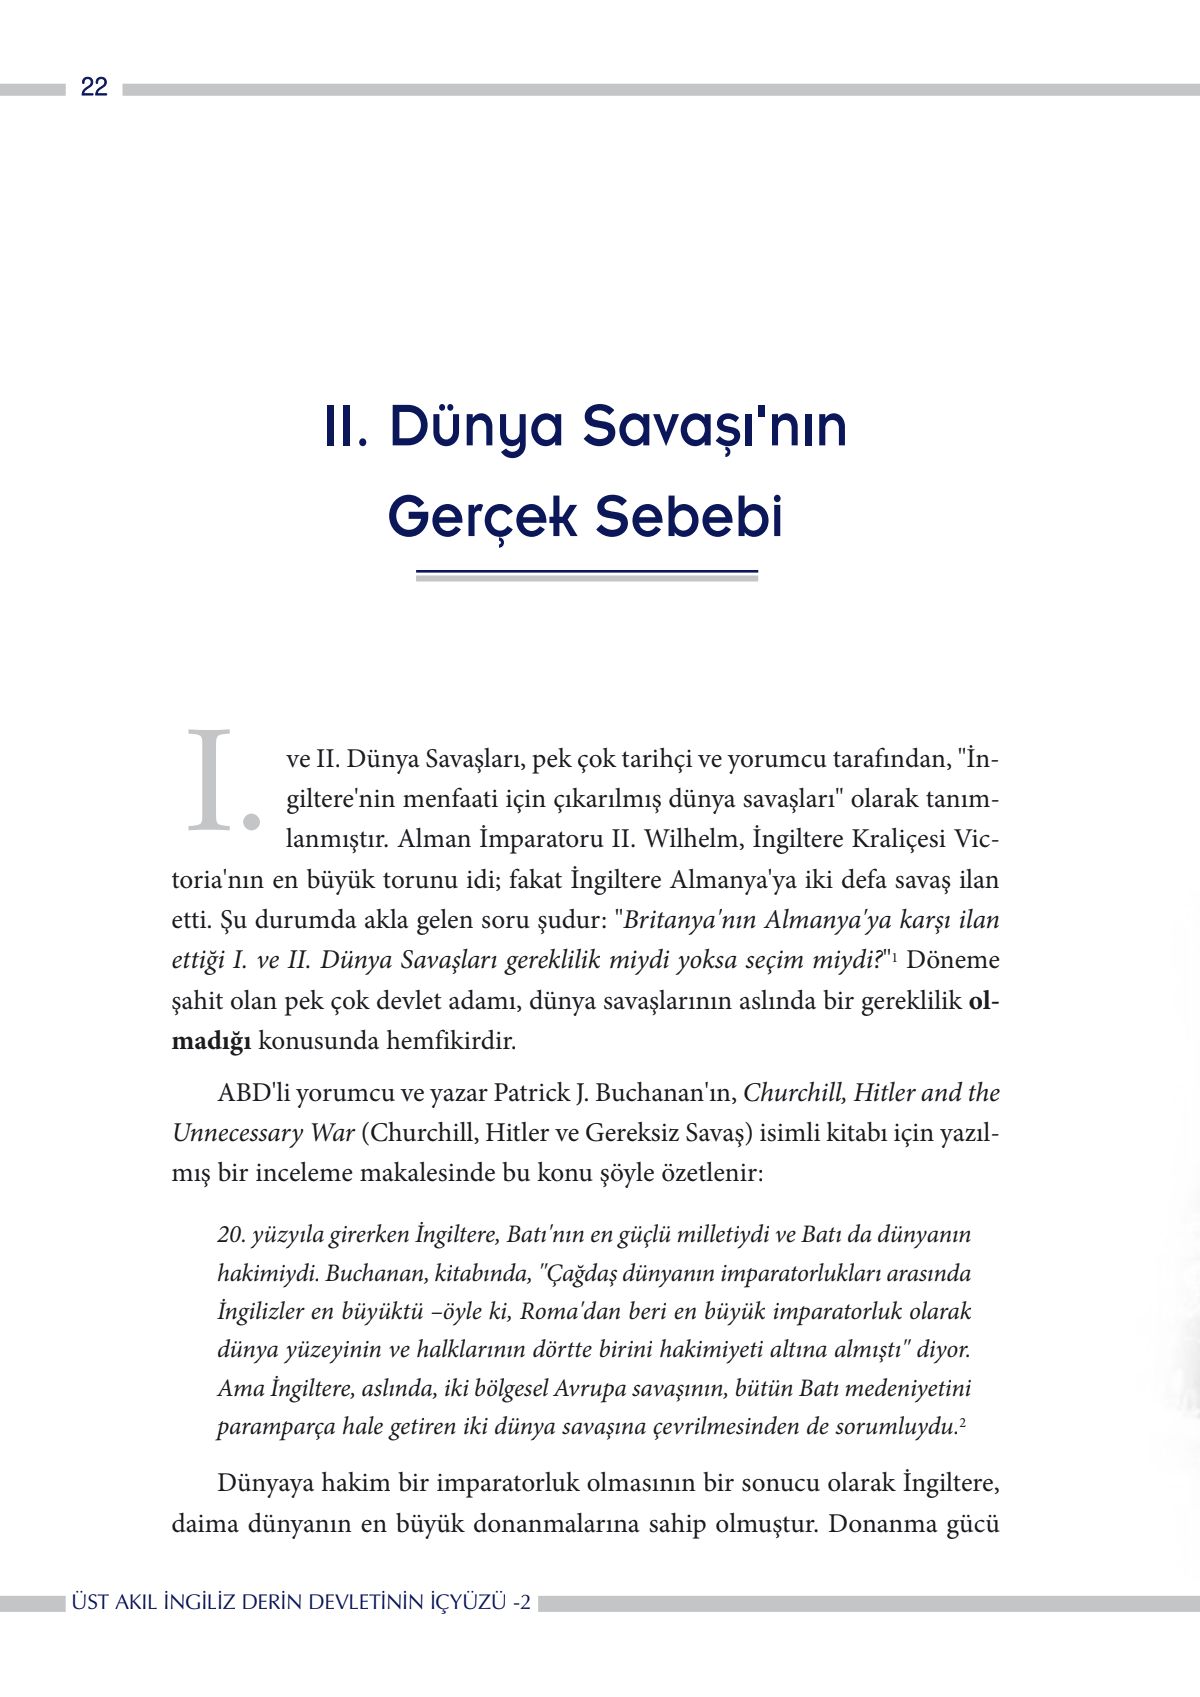 22
II. Dünya Savaşı'nın
Gerçek Sebebi
I. ve II. Dünya Savaşları, pek çok tarihçi ve yorumcu tarafından, "İn-
giltere'nin menfaati için çıkarılmış dünya savaşları" olarak tanım-
lanmıştır. Alman İmparatoru II. Wilhelm, İngiltere Kraliçesi Vic-
toria'nın en büyük torunu idi; fakat İngiltere Almanya'ya iki defa savaş ilan
etti. Şu durumda akla gelen soru şudur: "Britanya'nın Almanya'ya karşı ilan
ettiği I. ve II. Dünya Savaşları gereklilik miydi yoksa seçim miydi?"1 Döneme
şahit olan pek çok devlet adamı, dünya savaşlarının aslında bir gereklilik ol-
madığı konusunda hemfikirdir.
ABD'li yorumcu ve yazar Patrick J. Buchanan'ın, Churchill, Hitler and the
Unnecessary War (Churchill, Hitler ve Gereksiz Savaş) isimli kitabı için yazıl-
mış bir inceleme makalesinde bu konu şöyle özetlenir:
20. yüzyıla girerken İngiltere, Batı'nın en güçlü milletiydi ve Batı da dünyanın
hakimiydi. Buchanan, kitabında, "Çağdaş dünyanın imparatorlukları arasında
İngilizler en büyüktü –öyle ki, Roma'dan beri en büyük imparatorluk olarak
dünya yüzeyinin ve halklarının dörtte birini hakimiyeti altına almıştı" diyor.
Ama İngiltere, aslında, iki bölgesel Avrupa savaşının, bütün Batı medeniyetini
paramparça hale getiren iki dünya savaşına çevrilmesinden de sorumluydu.2
Dünyaya hakim bir imparatorluk olmasının bir sonucu olarak İngiltere,
daima dünyanın en büyük donanmalarına sahip olmuştur. Donanma gücü
ÜST AKIL İNGİLİZ DERİN DEVLETİNİN İÇYÜZÜ -2